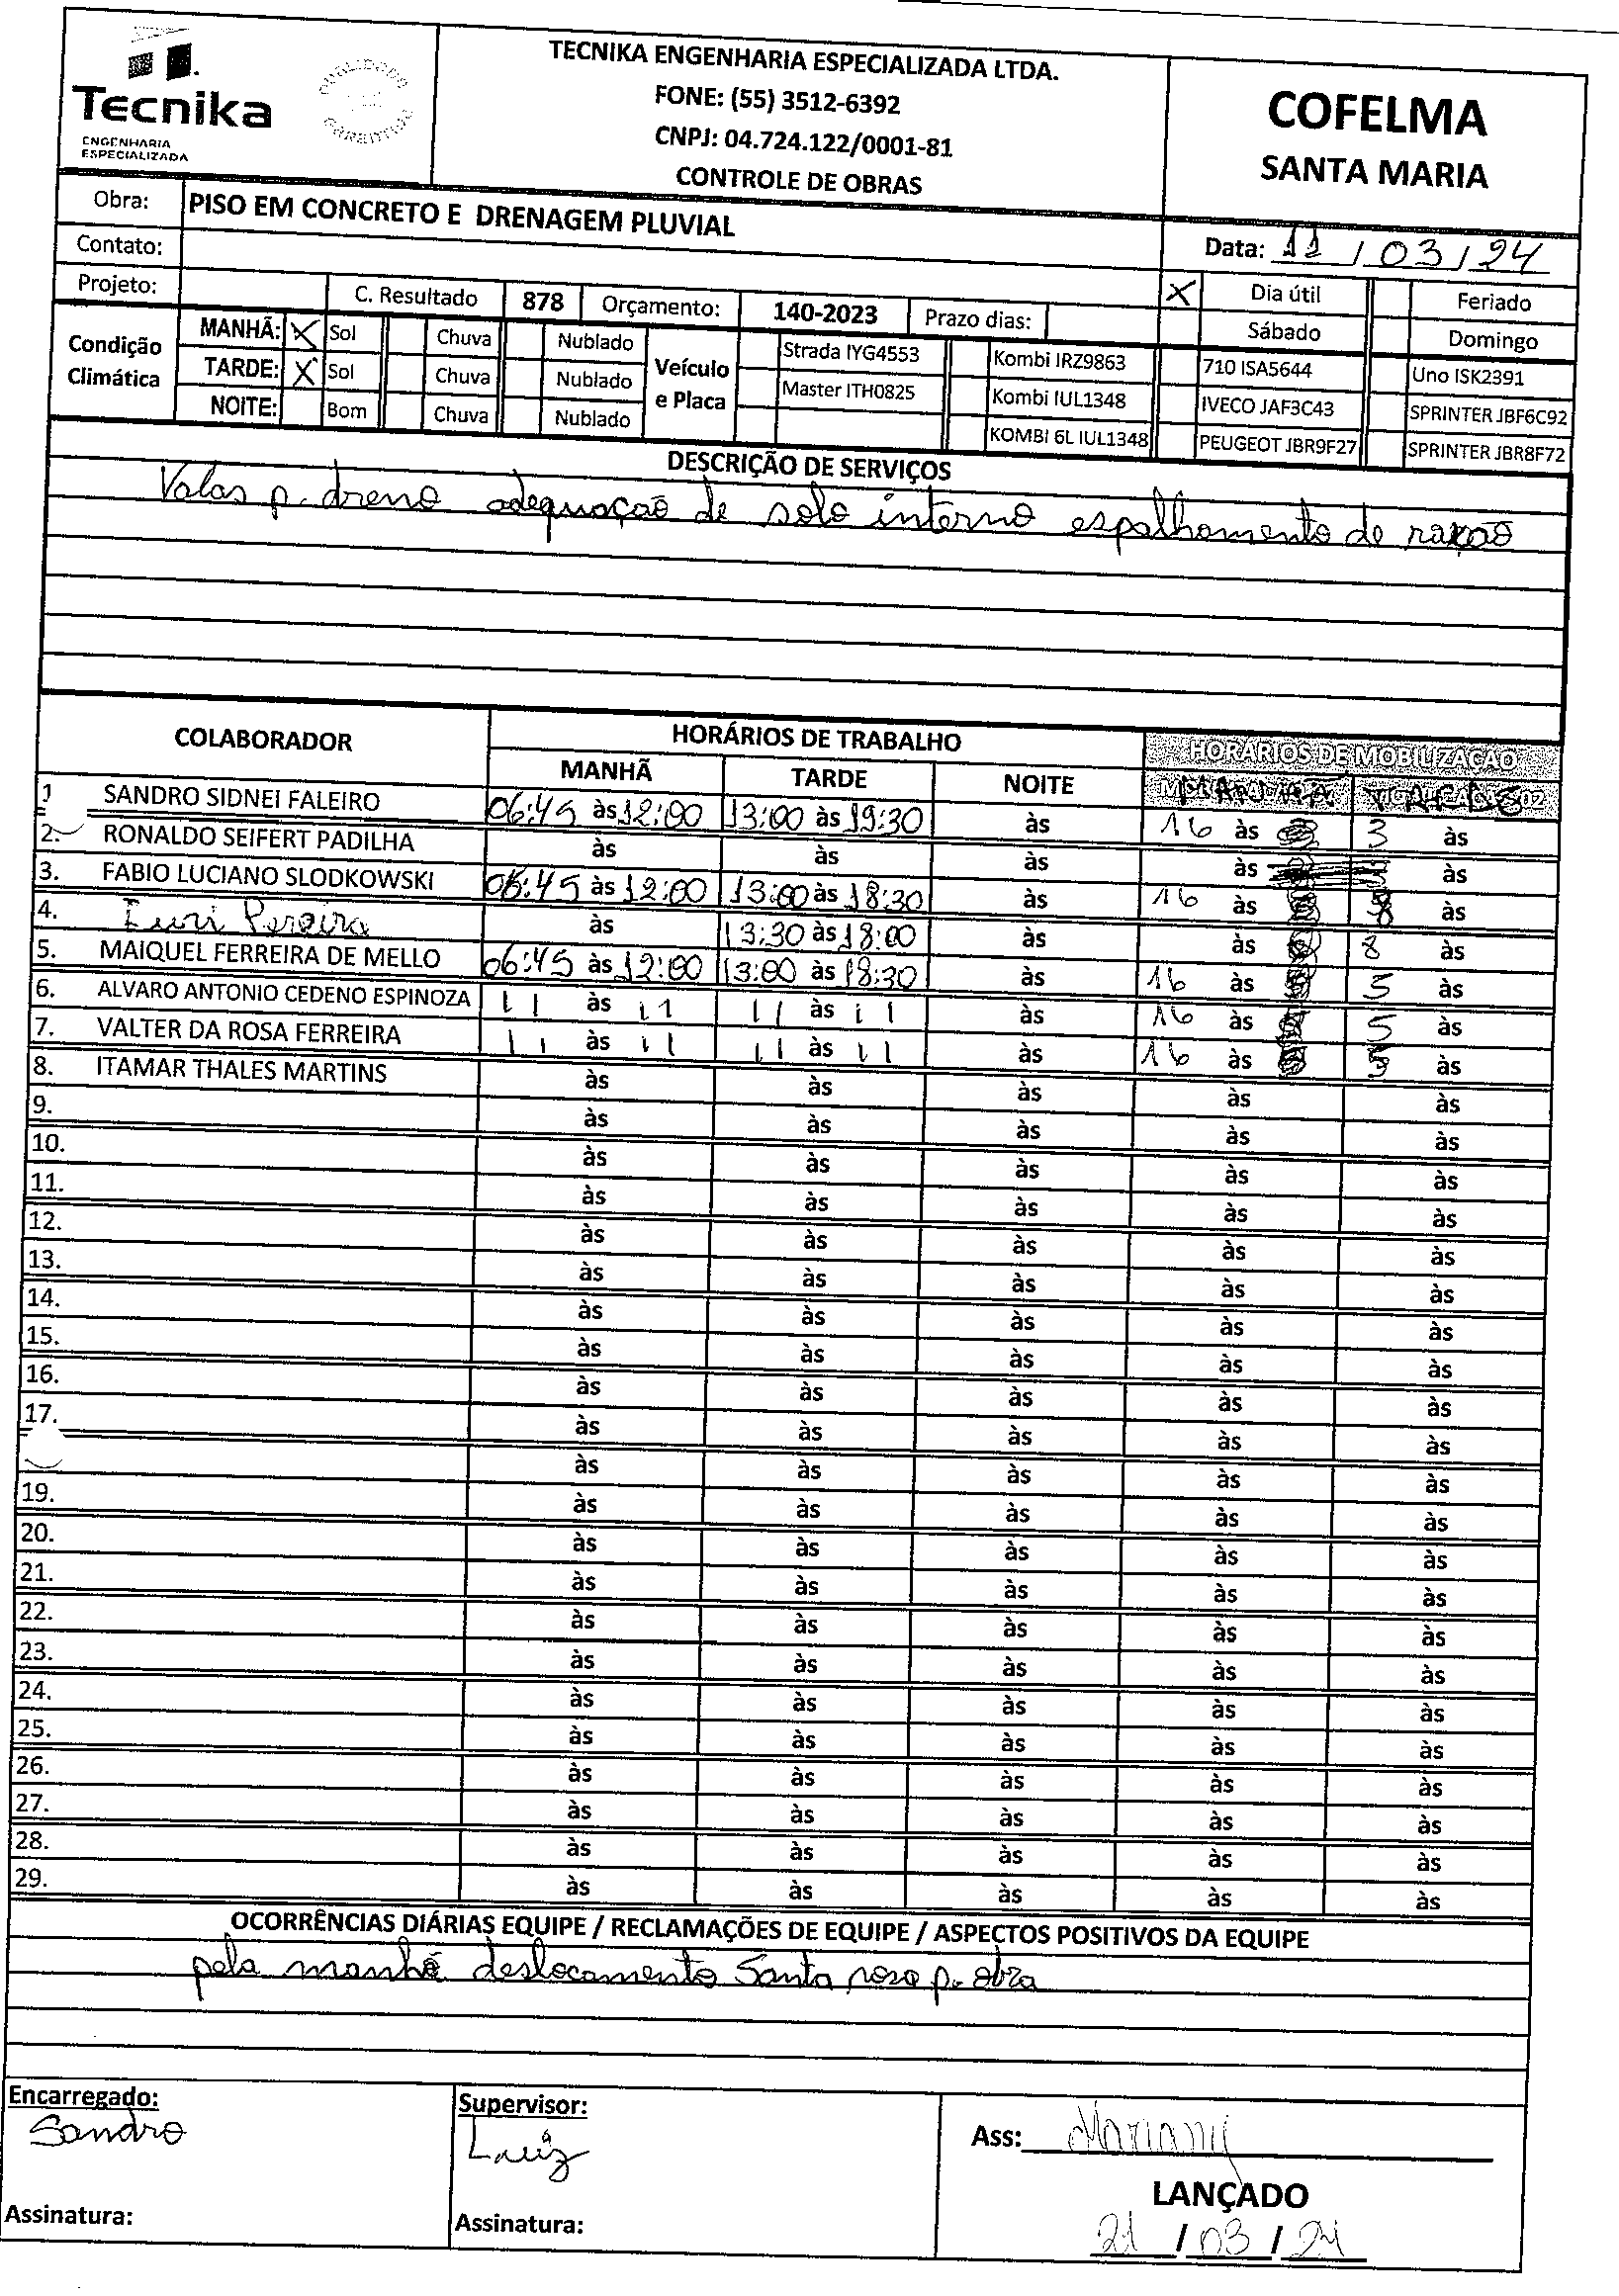 Tecnika
ENGENHARIA
ESPECIALIZADA
TECNIKA ENGENHARIA ESPECIALIZADA LTDA.
FONE: (55) 3512-6392
CNPJ: 04.724.122/0001-81
CONTROLE DE OBRAS
COFELMA
SANTA MARIA
Obra: PISO EM CONCRETO E DRENAGEM PLUVIAL
Contato:
Data: 11 / 03 / 24
Projeto: C. Resultado 878 Orçamento: 140-2023 Prazo dias: X Dia útil Feriado
Sábado Domingo
Condição Climática
MANHÃ: X Sol Chuva Nublado
TARDE: X Sol Chuva Nublado
NOITE: Bom Chuva Nublado
Veículo e Placa
Strada IYG4553 Kombi IRZ9863 710 ISA5644 Uno ISK2391
Master ITH0825 Kombi IUL1348 IVECO JAF3C43 SPRINTER JBF6C92
KOMBI 6L IUL1348 PEUGEOT JBR9F27 SPRINTER JBR8F72
DESCRIÇÃO DE SERVIÇOS
Valas p. dreno adequação de solo interno espalhamento de
COLABORADOR HORÁRIOS DE TRABALHO HORÁRIOS DE MOBILIZAÇÃO
MANHÃ TARDE NOITE MANHÃ
1 SANDRO SIDNEI FALEIRO 06:45 às 12:00 13:00 às 19:30 às 16 às 3 às
2. RONALDO SEIFERT PADILHA às às às às às
3. FABIO LUCIANO SLODKOWSKI 06:45 às 12:00 13:00 às 18:30 às 16 às às
4. Iuri Pereira às 13:30 às 18:00 às às 8 às
5. MAIQUEL FERREIRA DE MELLO 06:45 às 12:00 13:00 às 18:30 às 16 às 5 às
6. ALVARO ANTONIO CEDENO ESPINOZA 11 às 11 11 às 11 às 16 às 5 às
7. VALTER DA ROSA FERREIRA 11 às 11 11 às 11 às 16 às 5 às
8. ITAMAR THALES MARTINS às às às às às
9. às às às às às
10. às às às às às
11. às às às às às
12. às às às às às
13. às às às às às
14. às às às às às
15. às às às às às
16. às às às às às
17. às às às às às
às às às às às
19. às às às às às
20. às às às às às
21. às às às às às
22. às às às às às
23. às às às às às
24. às às às às às
25. às às às às às
26. às às às às às
27. às às às às às
28. às às às às às
29. às às às às às
OCORRÊNCIAS DIÁRIAS EQUIPE / RECLAMAÇÕES DE EQUIPE / ASPECTOS POSITIVOS DA EQUIPE
pela manhã deslocamento Santa rosa p. obra
Encarregado: Supervisor:
Sandro Luiz
Ass: Mariany
LANÇADO
Assinatura: Assinatura:
21 / 03 / 24